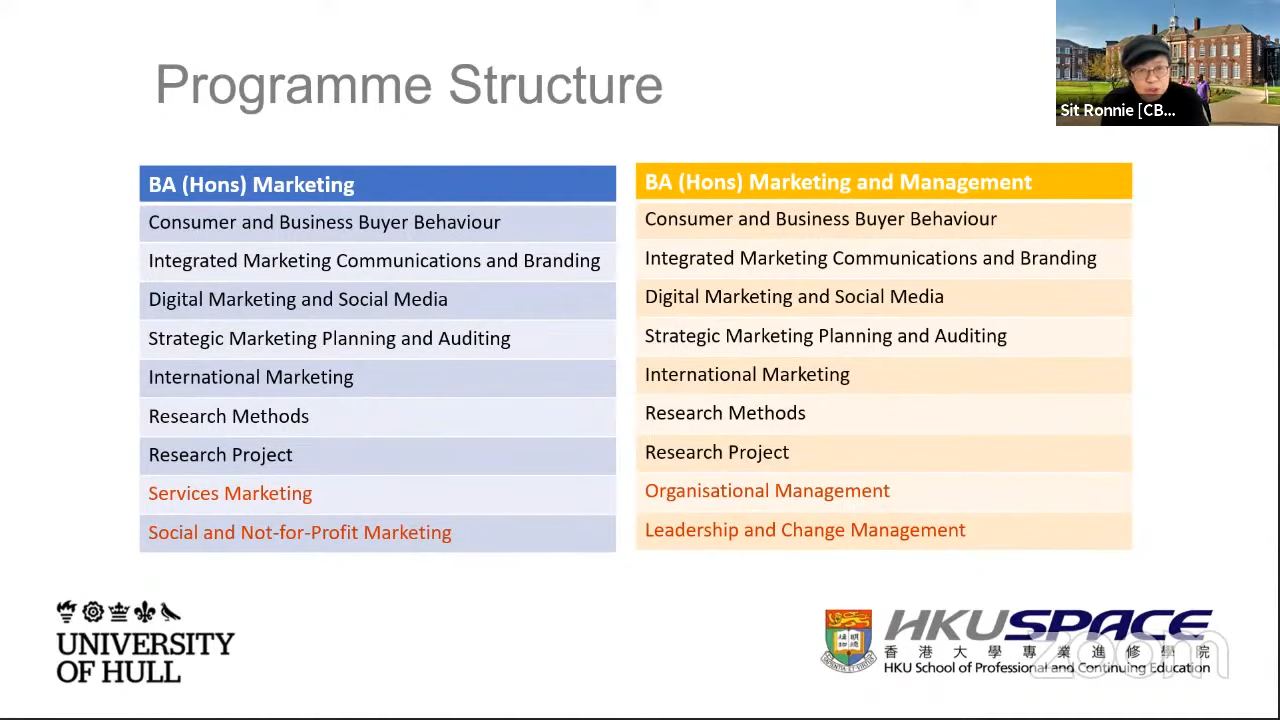 Programme Structure
Sit Ronnie [CB...
BA (Hons) Marketing
Consumer and Business Buyer Behaviour
Integrated Marketing Communications and Branding
Digital Marketing and Social Media
Strategic Marketing Planning and Auditing
International Marketing
Research Methods
Research Project
Services Marketing
Social and Not-for-Profit Marketing
BA (Hons) Marketing and Management
Consumer and Business Buyer Behaviour
Integrated Marketing Communications and Branding
Digital Marketing and Social Media
Strategic Marketing Planning and Auditing
International Marketing
Research Methods
Research Project
Organisational Management
Leadership and Change Management
UNIVERSITY
OF HULL
HKUSPACE
香港大學專業進修學院
HKU School of Professional and Continuing Education
zoom